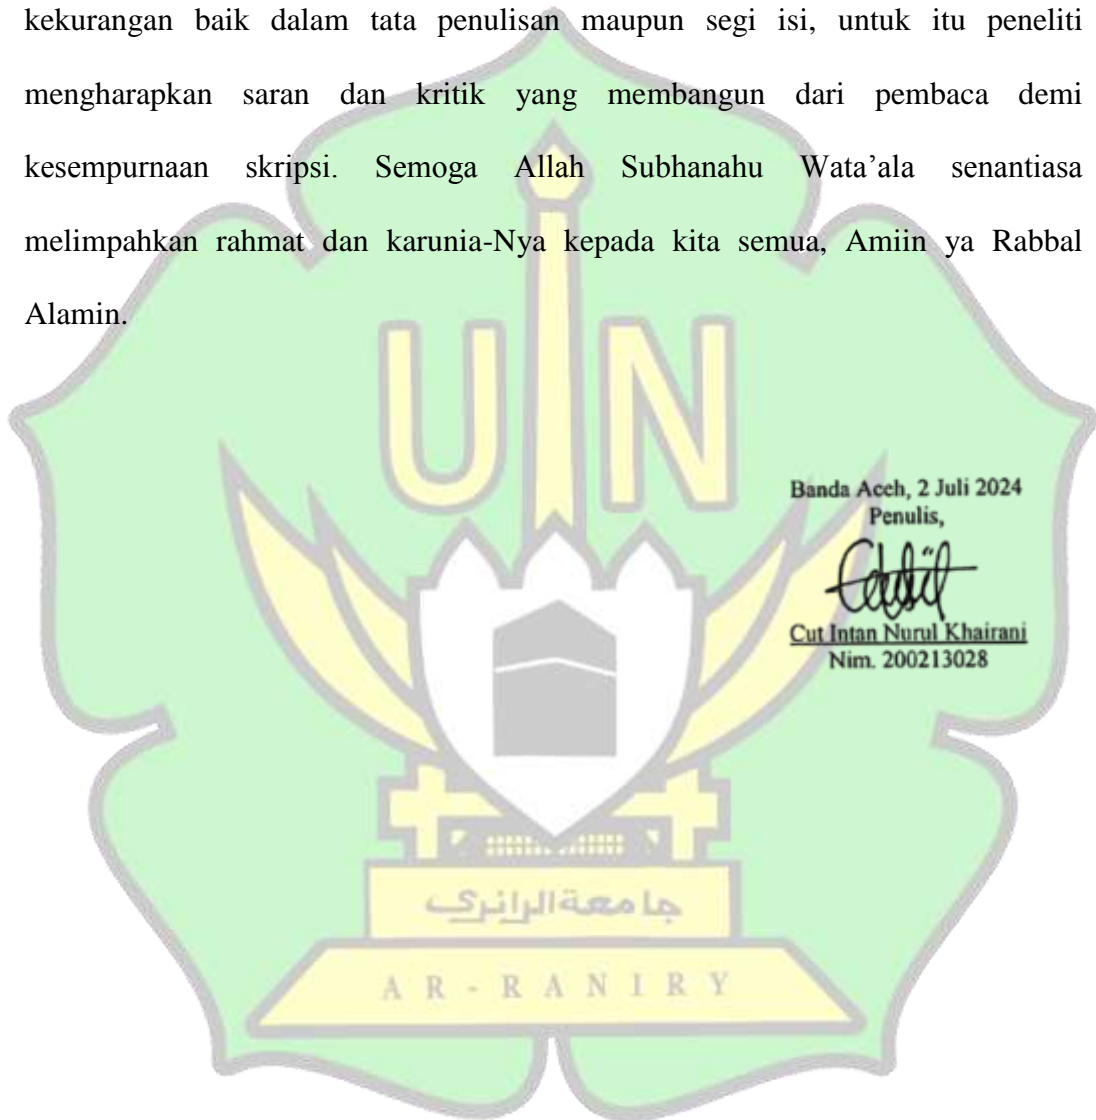 kekurangan baik dalam tata penulisan maupun segi isi, untuk itu peneliti
mengharapkan saran dan kritik yang membangun dari pembaca demi
kesempurnaan skripsi. Semoga Allah Subhanahu Wata’ala senantiasa
melimpahkan rahmat dan karunia-Nya kepada kita semua, Amiin ya Rabbal
Alamin.
UIN
Banda Aceh, 2 Juli 2024
Penulis,
Cut Intan Nurul Khairani
Nim. 200213028
جامعة الرانري
AR-RANIRY